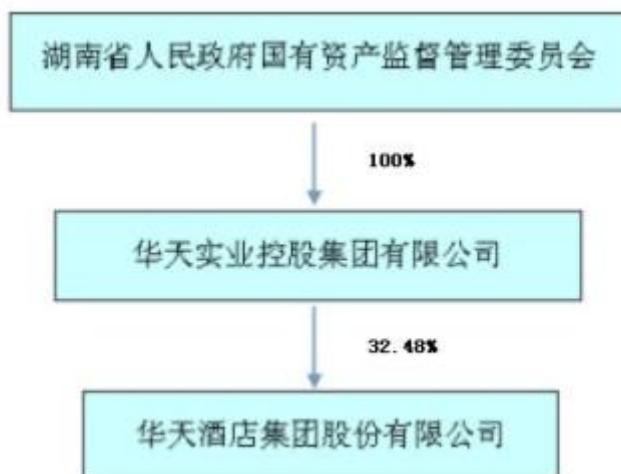 湖南省人民政府国有资产监督管理委员会
100%
华天实业控股集团有限公司
32.48%
华天酒店集团股份有限公司